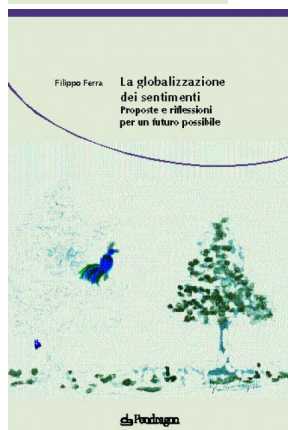 Filippo Ferra
La globalizzazione
dei sentimenti
Proposte e riflessioni
per un futuro possibile
Pendragon